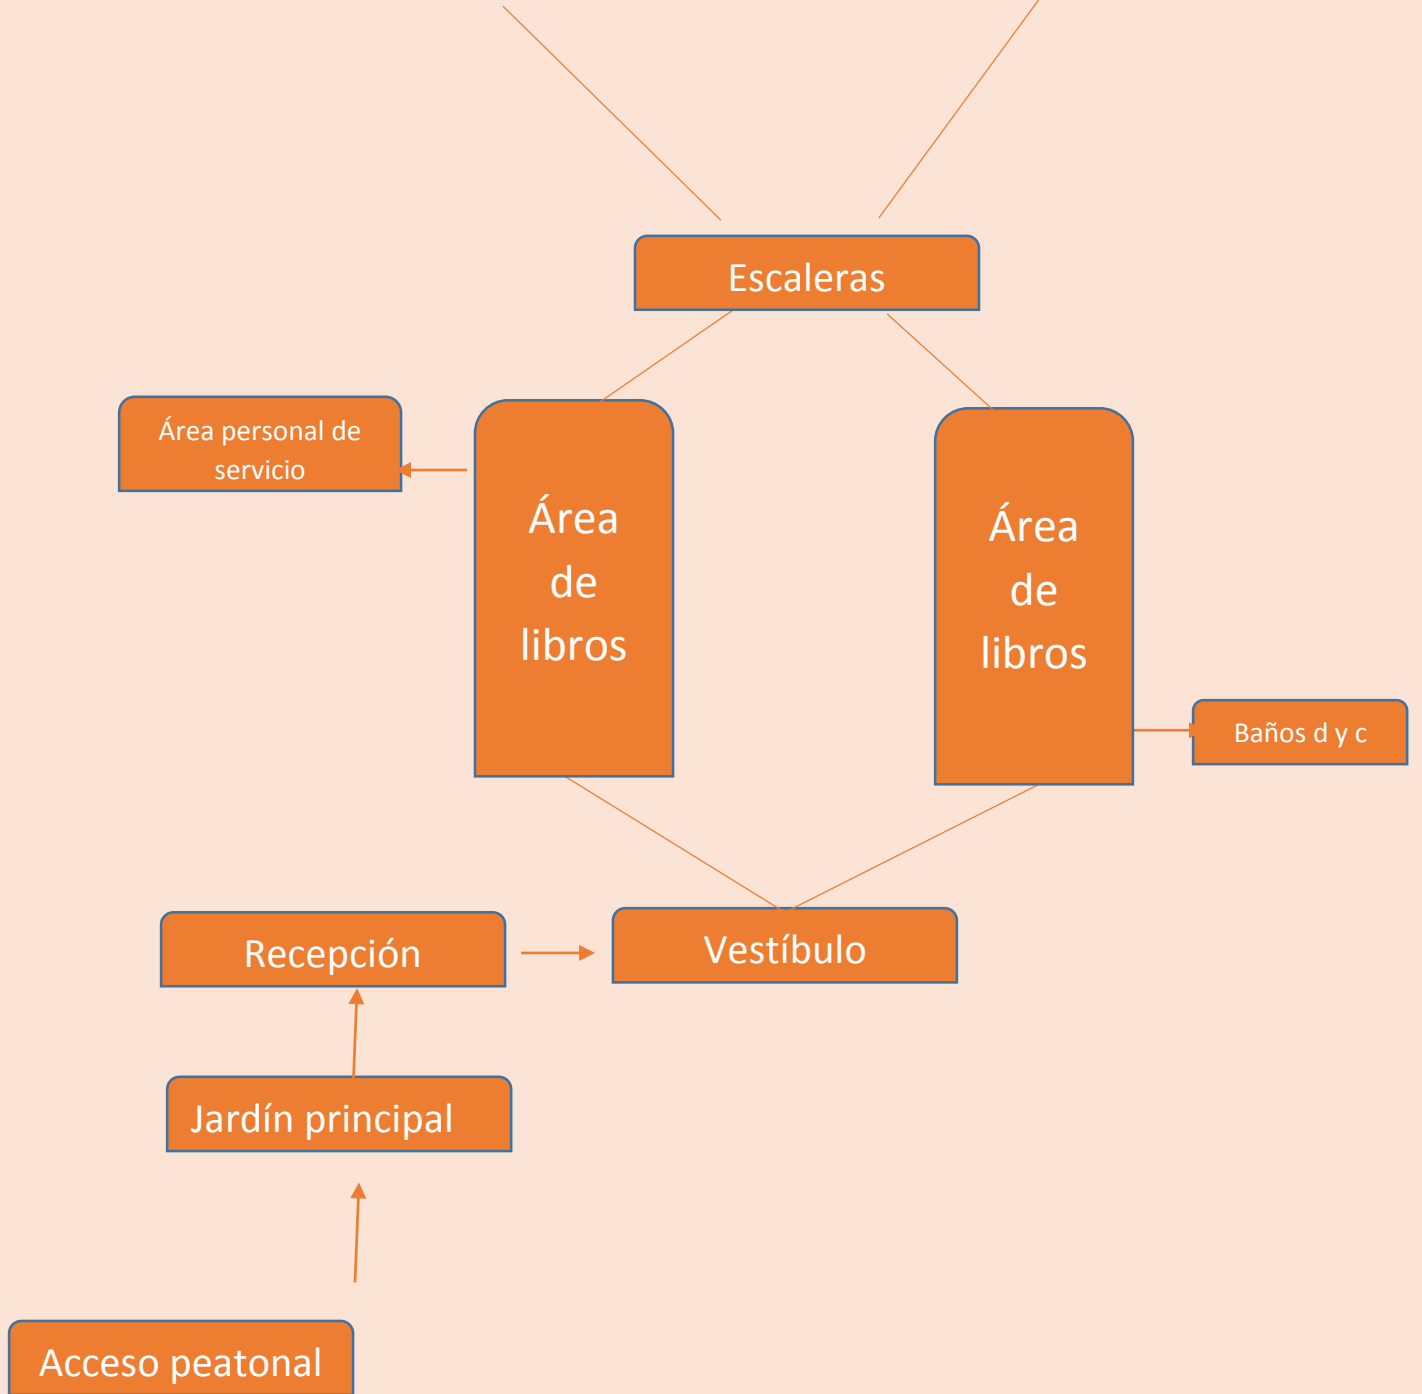 Escaleras
Área personal de
servicio
Área
de
libros
Área
de
libros
Baños d y c
Recepción
Vestíbulo
Jardín principal
Acceso peatonal